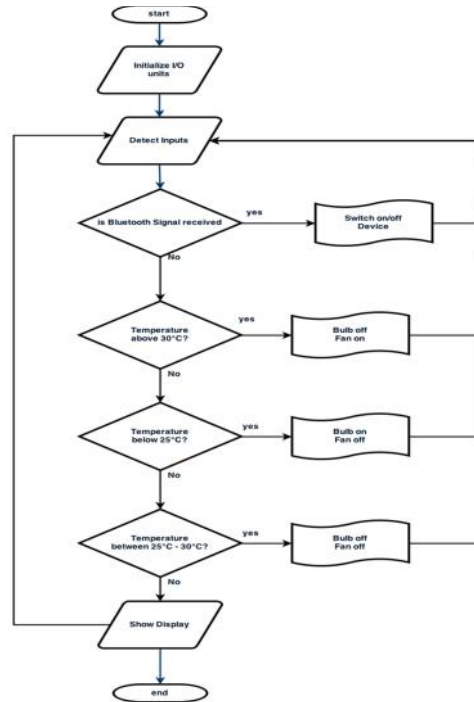 start
Initialize I/O
units
Detect Inputs
is Bluetooth Signal received
yes
Switch on/off
Device
No
Temperature
above 30°C?
yes
Bulb off
Fan on
No
Temperature
below 25°C?
yes
Bulb on
Fan off
No
Temperature
between 25°C - 30°C?
yes
Bulb off
Fan off
No
Show Display
end